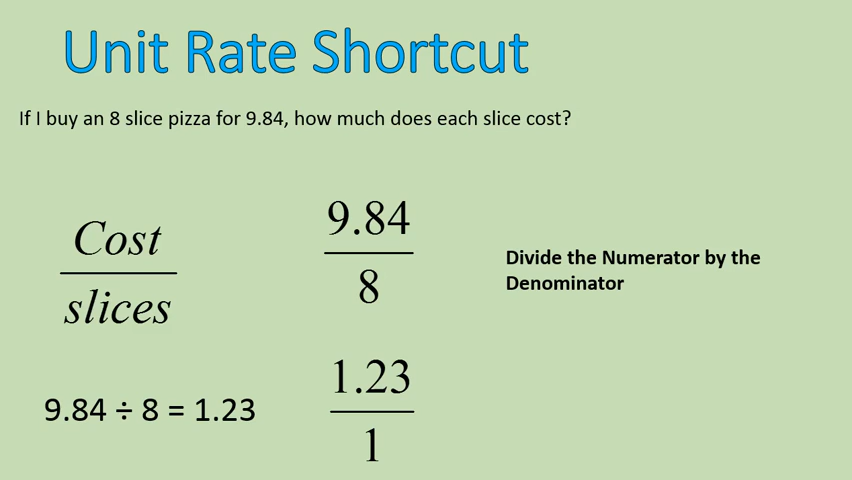 Unit Rate Shortcut
If I buy an 8 slice pizza for 9.84, how much does each slice cost?
Cost
slices
9.84
8
Divide the Numerator by the
Denominator
9.84 ÷ 8 = 1.23
1.23
1